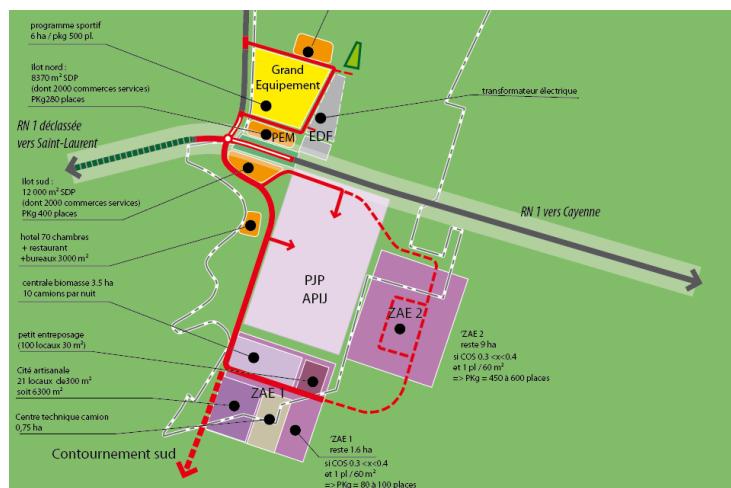 programme sportif
6 ha / pkg 500 pl.
Ilot nord :
8370 m² SDP
(dont 2000 commerces services)
PKg280 places
Grand
Equipement
transformateur électrique
PEM
EDF
RN 1 déclassée
vers Saint-Laurent
Ilot sud :
12 000 m² SDP
(dont 2000 commerces services)
PKg 400 places
RN 1 vers Cayenne
hotel 70 chambres
+ restaurant
+bureaux 3000 m²
centrale biomasse 3.5 ha
10 camions par nuit
PJP
APIJ
petit entreposage
(100 locaux 30 m²)
ZAE 2
'ZAE 2
reste 9 ha
si COS 0.3 <x<0.4
et 1 pl / 60 m²
=> PKg = 450 à 600 places
Cité artisanale
21 locaux de300 m²
soit 6300 m²
ZAE 1
Centre technique camion
0,75 ha
Contournement sud
'ZAE 1
reste 1.6 ha
si COS 0.3 <x<0.4
et 1 pl / 60 m²
=> PKg = 80 à 100 places